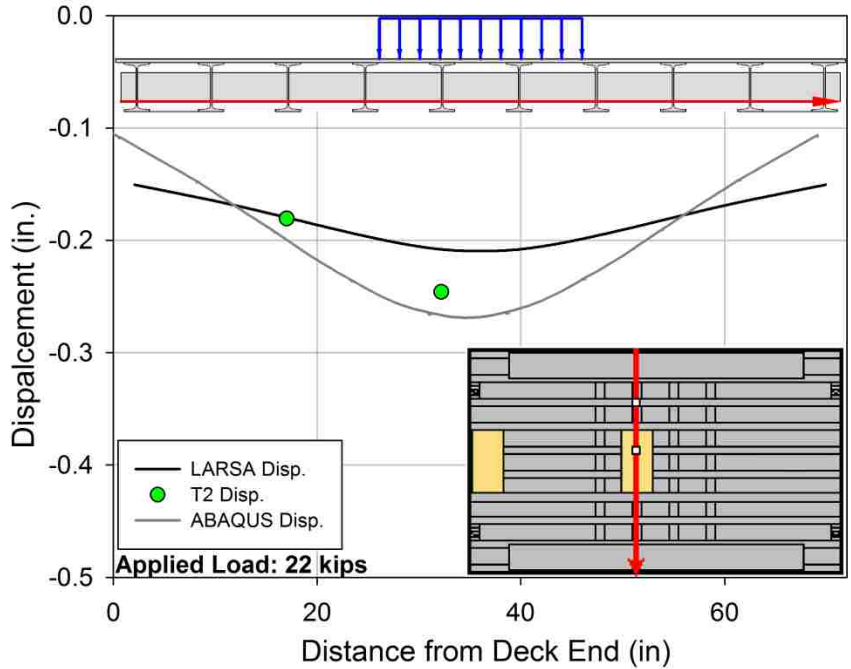 0.0
-0.1
-0.2
-0.3
-0.4
-0.5
Dispalcement (in.)
LARSA Disp.
T2 Disp.
ABAQUS Disp.
Applied Load: 22 kips
0 20 40 60
Distance from Deck End (in)